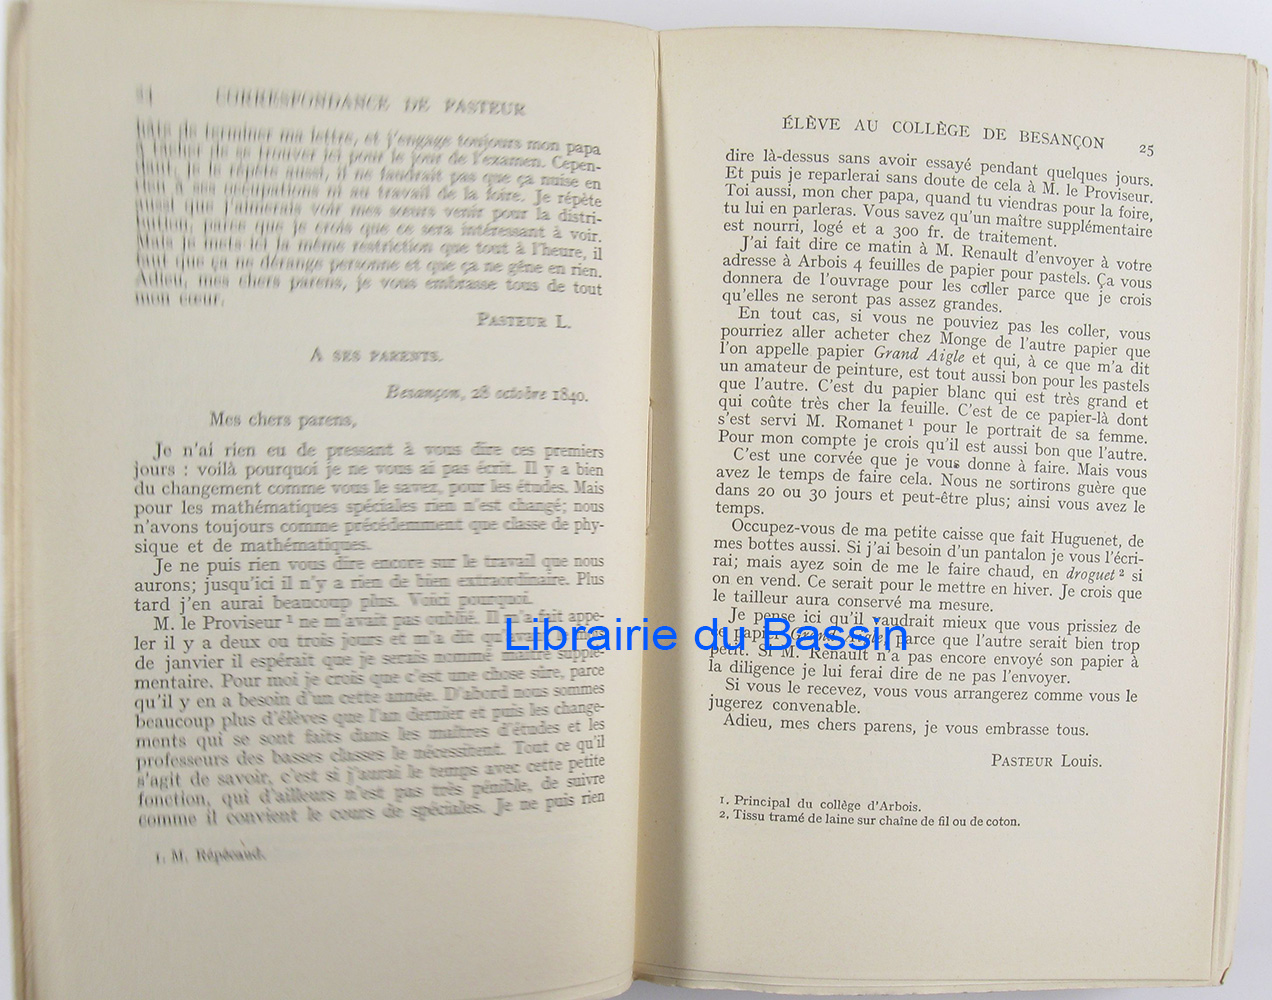 24 CORRESPONDANCE DE PASTEUR
hâte de terminer ma lettre, et j'engage toujours mon papa
à tâcher de se trouver ici pour le jour de l'examen. Cepen-
dant, je le répète aussi, il ne faudrait pas que ça nuise en
rien à ses occupations ni au travail de la foire. Je répète
aussi que j'aimerais voir mes sœurs venir pour la distri-
bution, parce que je crois que ce sera intéressant à voir.
Mais je mets ici la même restriction que tout à l'heure, il
faut que ça ne dérange personne et que ça ne gêne en rien.
Adieu, mes chers parens, je vous embrasse tous de tout
mon cœur.
PASTEUR L.
A SES PARENTS.
Besançon, 28 octobre 1840.
Mes chers parens,
Je n'ai rien eu de pressant à vous dire ces premiers
jours : voilà pourquoi je ne vous ai pas écrit. Il y a bien
du changement comme vous le savez, pour les études. Mais
pour les mathématiques spéciales rien n'est changé; nous
n'avons toujours comme précédemment que classe de phy-
sique et de mathématiques.
Je ne puis rien vous dire encore sur le travail que nous
aurons; jusqu'ici il n'y a rien de bien extraordinaire. Plus
tard j'en aurai beaucoup plus. Voici pourquoi.
M. le Proviseur 1 ne m'avait pas oublié. Il m'a fait appe-
ler il y a deux ou trois jours et m'a dit qu'avant le mois
de janvier il espérait que je serais nommé maître supplé-
mentaire. Pour moi je crois que c'est une chose sûre, parce
qu'il y en a besoin d'un cette année. D'abord nous sommes
beaucoup plus d'élèves que l'an dernier et puis les change-
ments qui se sont faits dans les maîtres d'études et les
professeurs des basses classes le nécessitent. Tout ce qu'il
s'agit de savoir, c'est si j'aurai le temps avec cette petite
fonction, qui d'ailleurs n'est pas très pénible, de suivre
comme il convient le cours de spéciales. Je ne puis rien
1. M. Répécaud.
ÉLÈVE AU COLLÈGE DE BESANÇON 25
dire là-dessus sans avoir essayé pendant quelques jours.
Et puis je reparlerai sans doute de cela à M. le Proviseur.
Toi aussi, mon cher papa, quand tu viendras pour la foire,
tu lui en parleras. Vous savez qu'un maître supplémentaire
est nourri, logé et a 300 fr. de traitement.
J'ai fait dire ce matin à M. Renault d'envoyer à votre
adresse à Arbois 4 feuilles de papier pour pastels. Ça vous
donnera de l'ouvrage pour les coller parce que je crois
qu'elles ne seront pas assez grandes.
En tout cas, si vous ne pouviez pas les coller, vous
pourriez aller acheter chez Monge de l'autre papier que
l'on appelle papier Grand Aigle et qui, à ce que m'a dit
un amateur de peinture, est tout aussi bon pour les pastels
que l'autre. C'est du papier blanc qui est très grand et
qui coûte très cher la feuille. C'est de ce papier-là dont
s'est servi M. Romanet 1 pour le portrait de sa femme.
Pour mon compte je crois qu'il est aussi bon que l'autre.
C'est une corvée que je vous donne à faire. Mais vous
avez le temps de faire cela. Nous ne sortirons guère que
dans 20 ou 30 jours et peut-être plus; ainsi vous avez le
temps.
Occupez-vous de ma petite caisse que fait Huguenet, de
mes bottes aussi. Si j'ai besoin d'un pantalon je vous l'écri-
rai; mais ayez soin de me le faire chaud, en droguet 2 si
on en vend. Ce serait pour le mettre en hiver. Je crois que
le tailleur aura conservé ma mesure.
Je pense ici qu'il vaudrait mieux que vous prissiez de
ce papier Grand Aigle, parce que l'autre serait bien trop
petit. Si M. Renault n'a pas encore envoyé son papier à
la diligence je lui ferai dire de ne pas l'envoyer.
Si vous le recevez, vous vous arrangerez comme vous le
jugerez convenable.
Adieu, mes chers parens, je vous embrasse tous.
PASTEUR Louis.
1. Principal du collège d'Arbois.
2. Tissu tramé de laine sur chaîne de fil ou de coton.
Librairie du Bassin